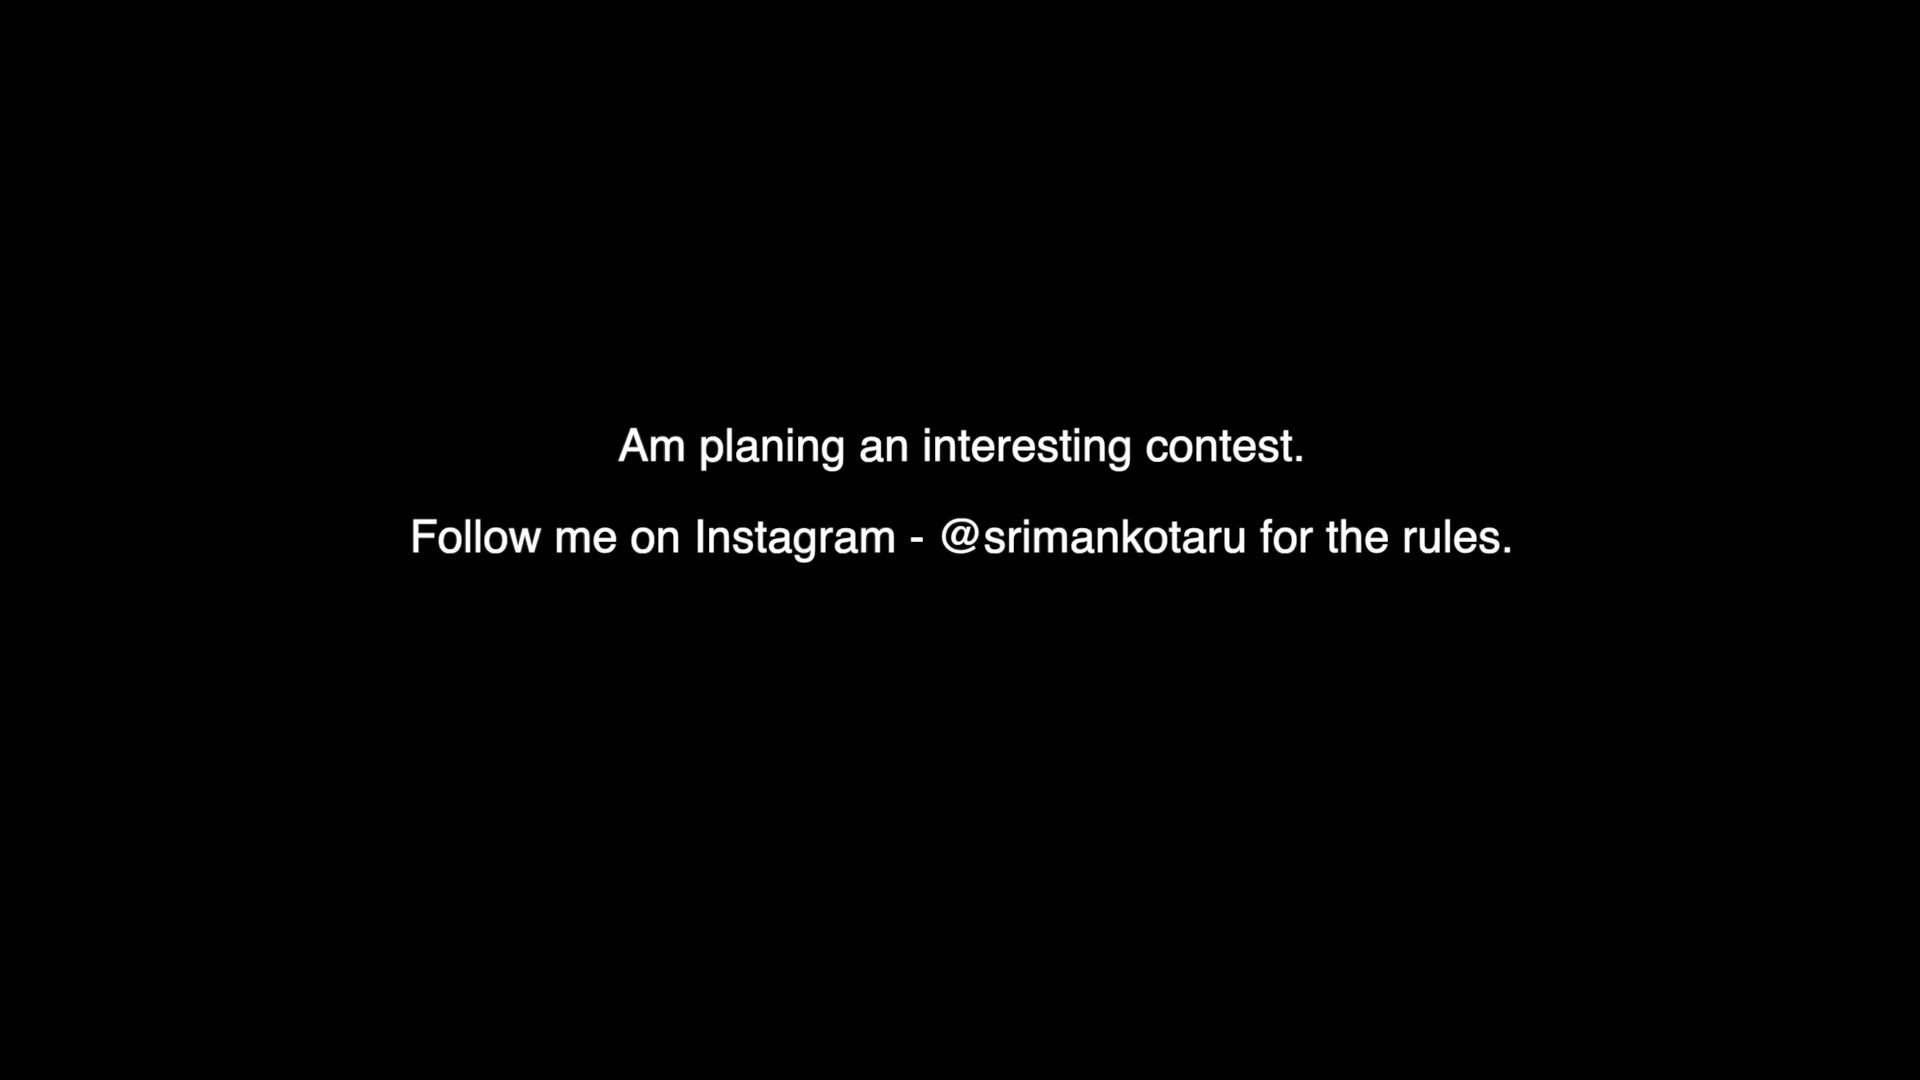 Am planing an interesting contest.
Follow me on Instagram - @srimankotaru for the rules.